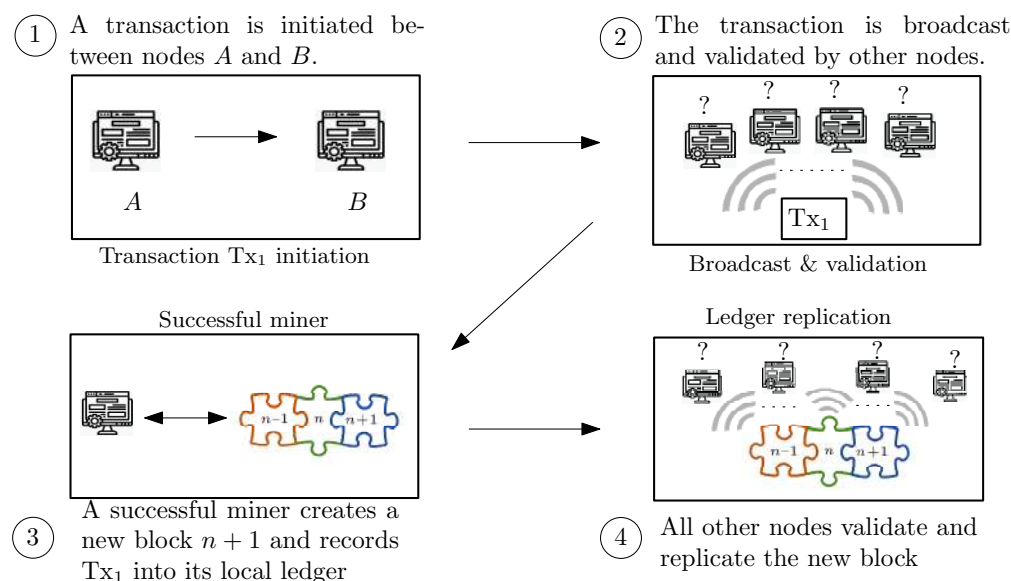 1
A transaction is initiated be-
tween nodes A and B.
A
B
Transaction Tx₁ initiation
2
The transaction is broadcast
and validated by other nodes.
? ? ? ?
. . . . . . .
Tx₁
Broadcast & validation
Successful miner
n−1 n n+1
3
A successful miner creates a
new block n + 1 and records
Tx₁ into its local ledger
Ledger replication
? ? ? ?
n−1 n n+1
4
All other nodes validate and
replicate the new block